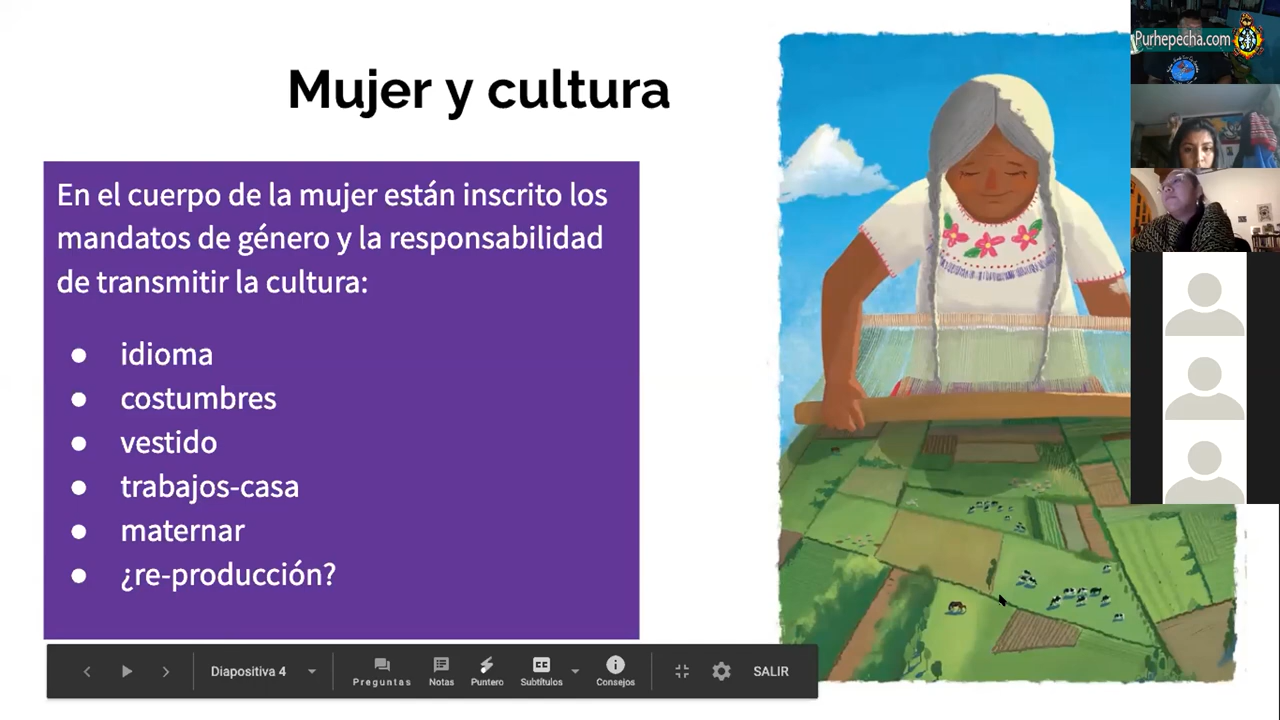 Mujer y cultura
En el cuerpo de la mujer están inscrito los
mandatos de género y la responsabilidad
de transmitir la cultura:
● idioma
● costumbres
● vestido
● trabajos-casa
● maternar
● ¿re-producción?
Purhepecha.com
Diapositiva 4
Preguntas
Notas
Puntero
Subtítulos
Consejos
SALIR